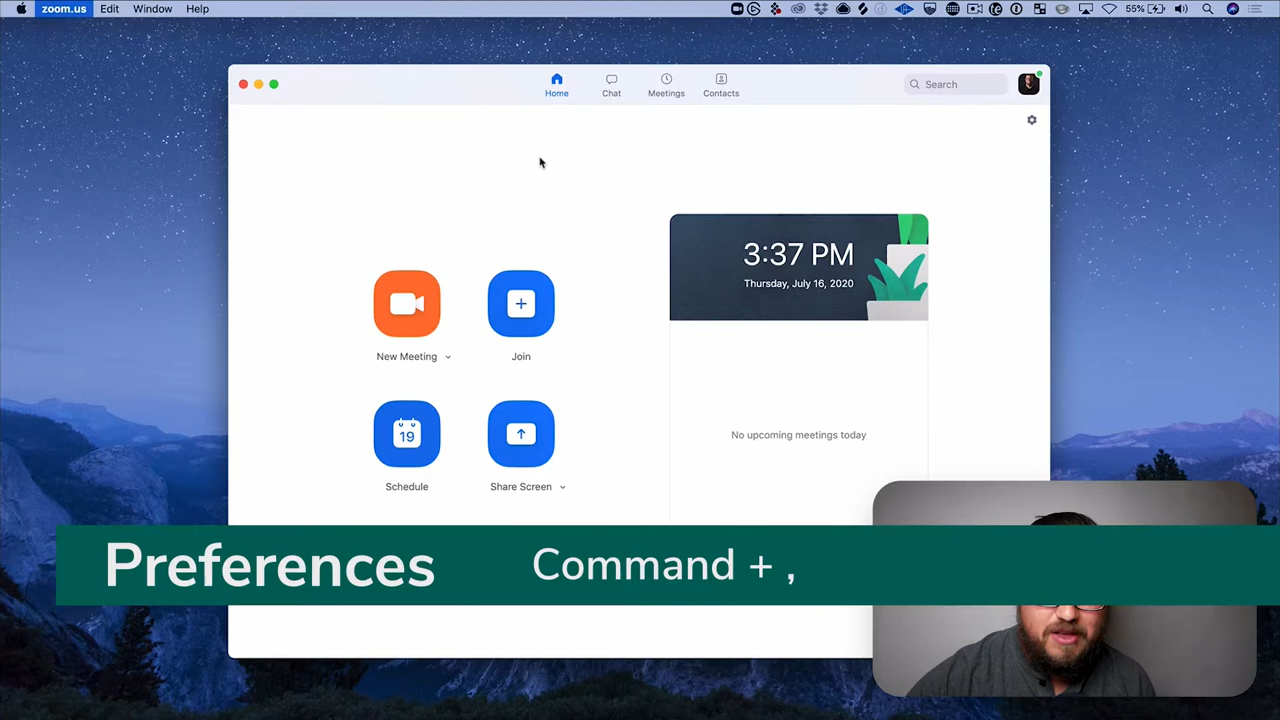 zoom.us Edit Window Help 55%
Home Chat Meetings Contacts Search
3:37 PM
Thursday, July 16, 2020
New Meeting Join
No upcoming meetings today
19
Schedule Share Screen
Preferences Command + ,